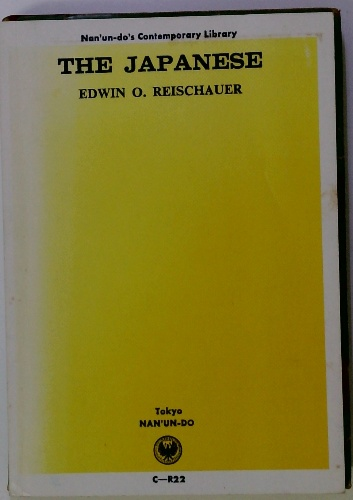 Nan'un-do's Contemporary Library
THE JAPANESE
EDWIN O. REISCHAUER
Tokyo
NAN'UN-DO
C—R22